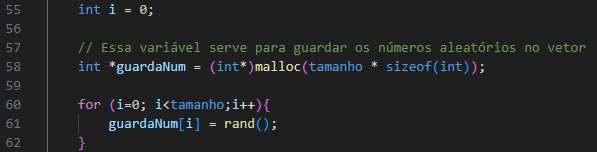 55 int i = 0;
56
57 // Essa variável serve para guardar os números aleatórios no vetor
58 int *guardaNum = (int*)malloc(tamanho * sizeof(int));
59
60 for (i=0; i<tamanho;i++){
61 guardaNum[i] = rand();
62 }